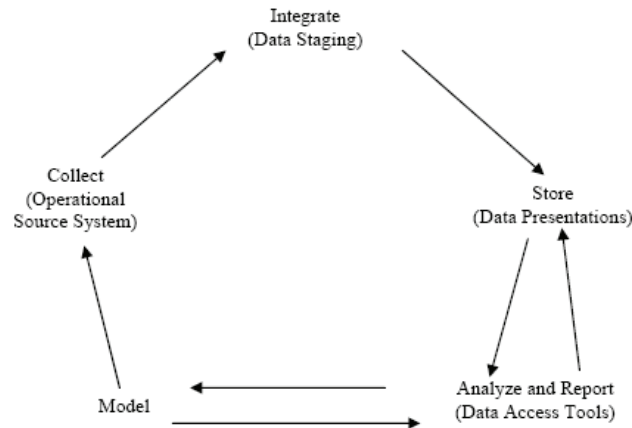 Integrate
(Data Staging)
Collect
(Operational
Source System)
Store
(Data Presentations)
Model
Analyze and Report
(Data Access Tools)